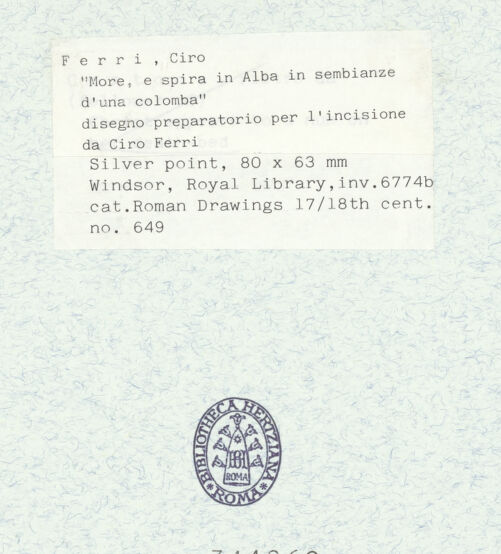 F e r r i , Ciro
"More, e spira in Alba in sembianze
d'una colomba"
disegno preparatorio per l'incisione
da Ciro Ferri
Silver point, 80 x 63 mm
Windsor, Royal Library,inv.6774b
cat.Roman Drawings 17/18th cent.
no. 649
BIBLIOTHECA HERTZIANA
BH
ROMA
* ROMA *